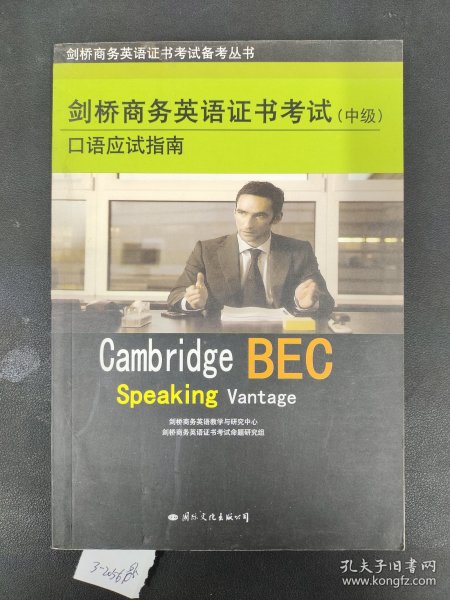 剑桥商务英语证书考试备考丛书
剑桥商务英语证书考试(中级)
口语应试指南
Cambridge BEC
Speaking Vantage
剑桥商务英语教学与研究中心
剑桥商务英语证书考试命题研究组
国际文化出版公司
孔夫子旧书网
www.kongfz.com